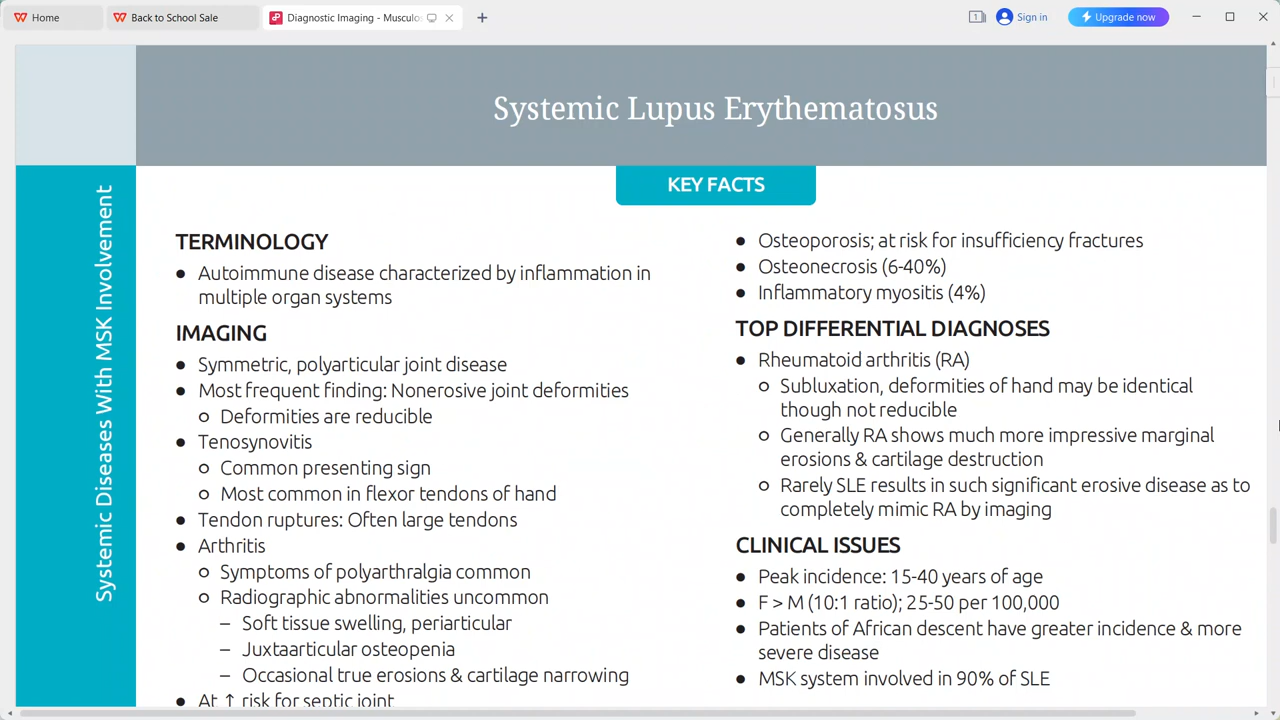 Home
Back to School Sale
Diagnostic Imaging - Musculo
1
Sign in
Upgrade now
Systemic Lupus Erythematosus
Systemic Diseases With MSK Involvement
KEY FACTS
TERMINOLOGY
• Autoimmune disease characterized by inflammation in
multiple organ systems
IMAGING
• Symmetric, polyarticular joint disease
• Most frequent finding: Nonerosive joint deformities
○ Deformities are reducible
• Tenosynovitis
○ Common presenting sign
○ Most common in flexor tendons of hand
• Tendon ruptures: Often large tendons
• Arthritis
○ Symptoms of polyarthralgia common
○ Radiographic abnormalities uncommon
– Soft tissue swelling, periarticular
– Juxtaarticular osteopenia
– Occasional true erosions & cartilage narrowing
• At ↑ risk for septic joint
• Osteoporosis; at risk for insufficiency fractures
• Osteonecrosis (6-40%)
• Inflammatory myositis (4%)
TOP DIFFERENTIAL DIAGNOSES
• Rheumatoid arthritis (RA)
○ Subluxation, deformities of hand may be identical
though not reducible
○ Generally RA shows much more impressive marginal
erosions & cartilage destruction
○ Rarely SLE results in such significant erosive disease as to
completely mimic RA by imaging
CLINICAL ISSUES
• Peak incidence: 15-40 years of age
• F > M (10:1 ratio); 25-50 per 100,000
• Patients of African descent have greater incidence & more
severe disease
• MSK system involved in 90% of SLE